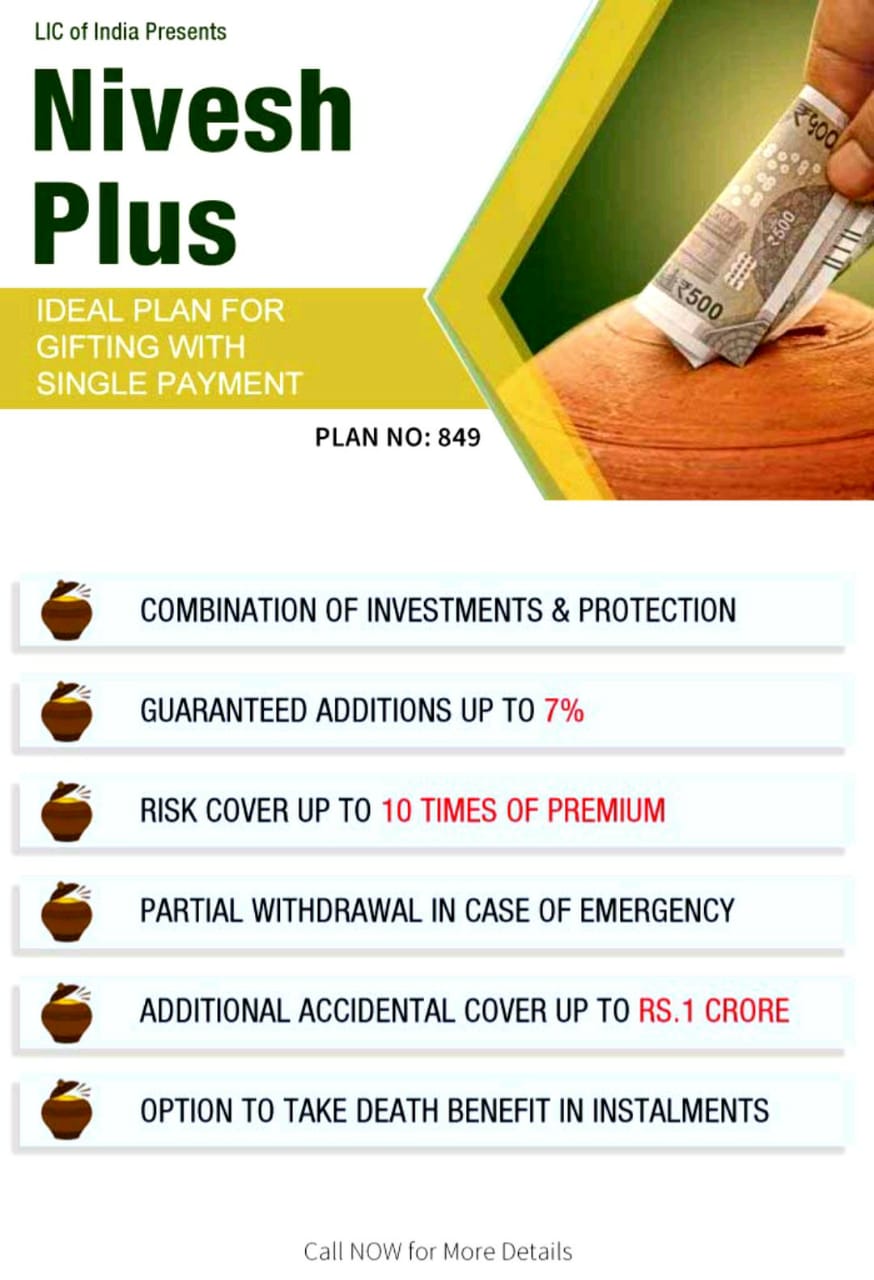 LIC of India Presents
Nivesh
Plus
IDEAL PLAN FOR
GIFTING WITH
SINGLE PAYMENT
PLAN NO: 849
₹500
₹500
₹500
COMBINATION OF INVESTMENTS & PROTECTION
GUARANTEED ADDITIONS UP TO 7%
RISK COVER UP TO 10 TIMES OF PREMIUM
PARTIAL WITHDRAWAL IN CASE OF EMERGENCY
ADDITIONAL ACCIDENTAL COVER UP TO RS.1 CRORE
OPTION TO TAKE DEATH BENEFIT IN INSTALMENTS
Call NOW for More Details